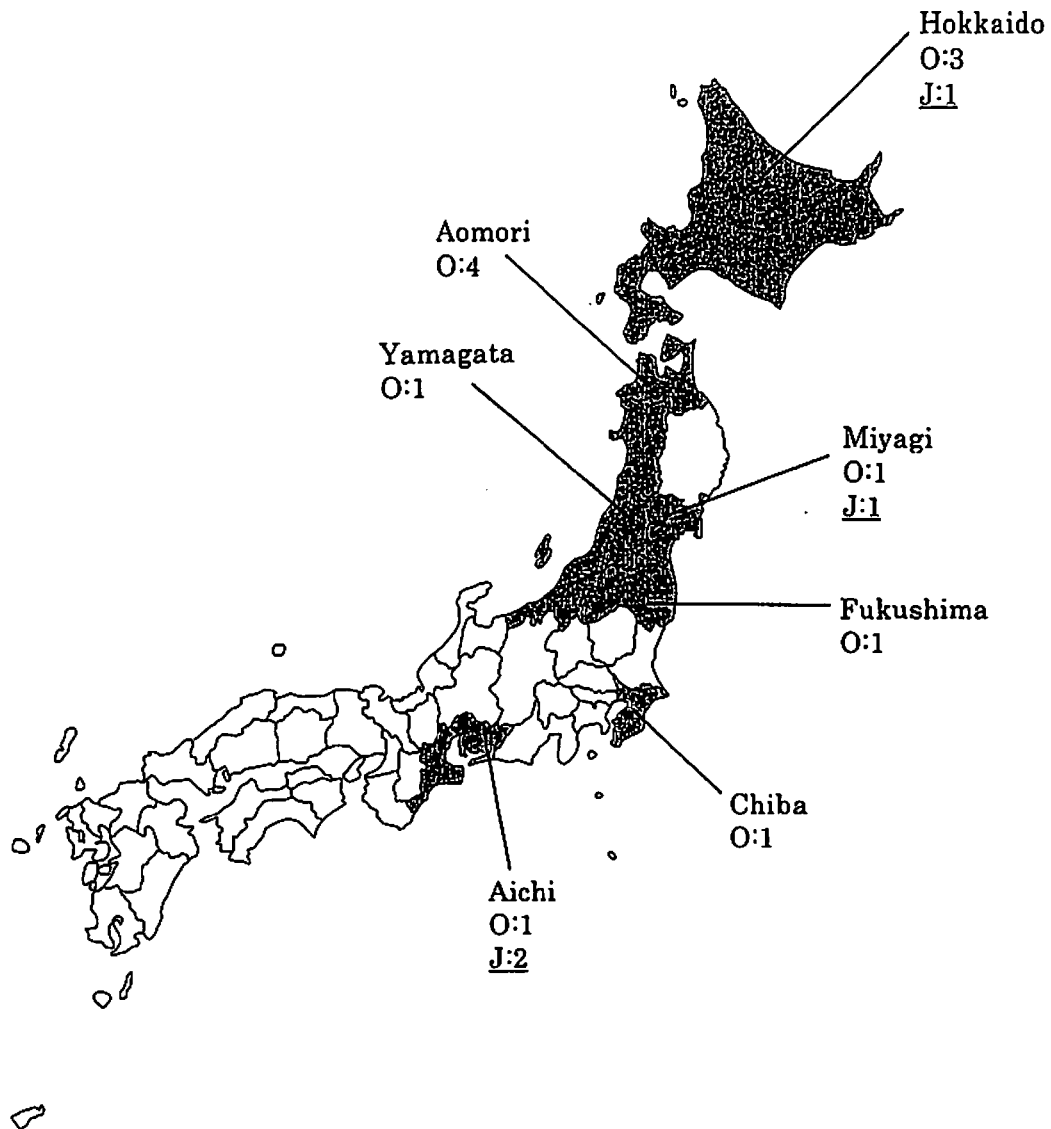 Hokkaido
O:3
J:1
Aomori
O:4
Yamagata
O:1
Miyagi
O:1
J:1
Fukushima
O:1
Chiba
O:1
Aichi
O:1
J:2